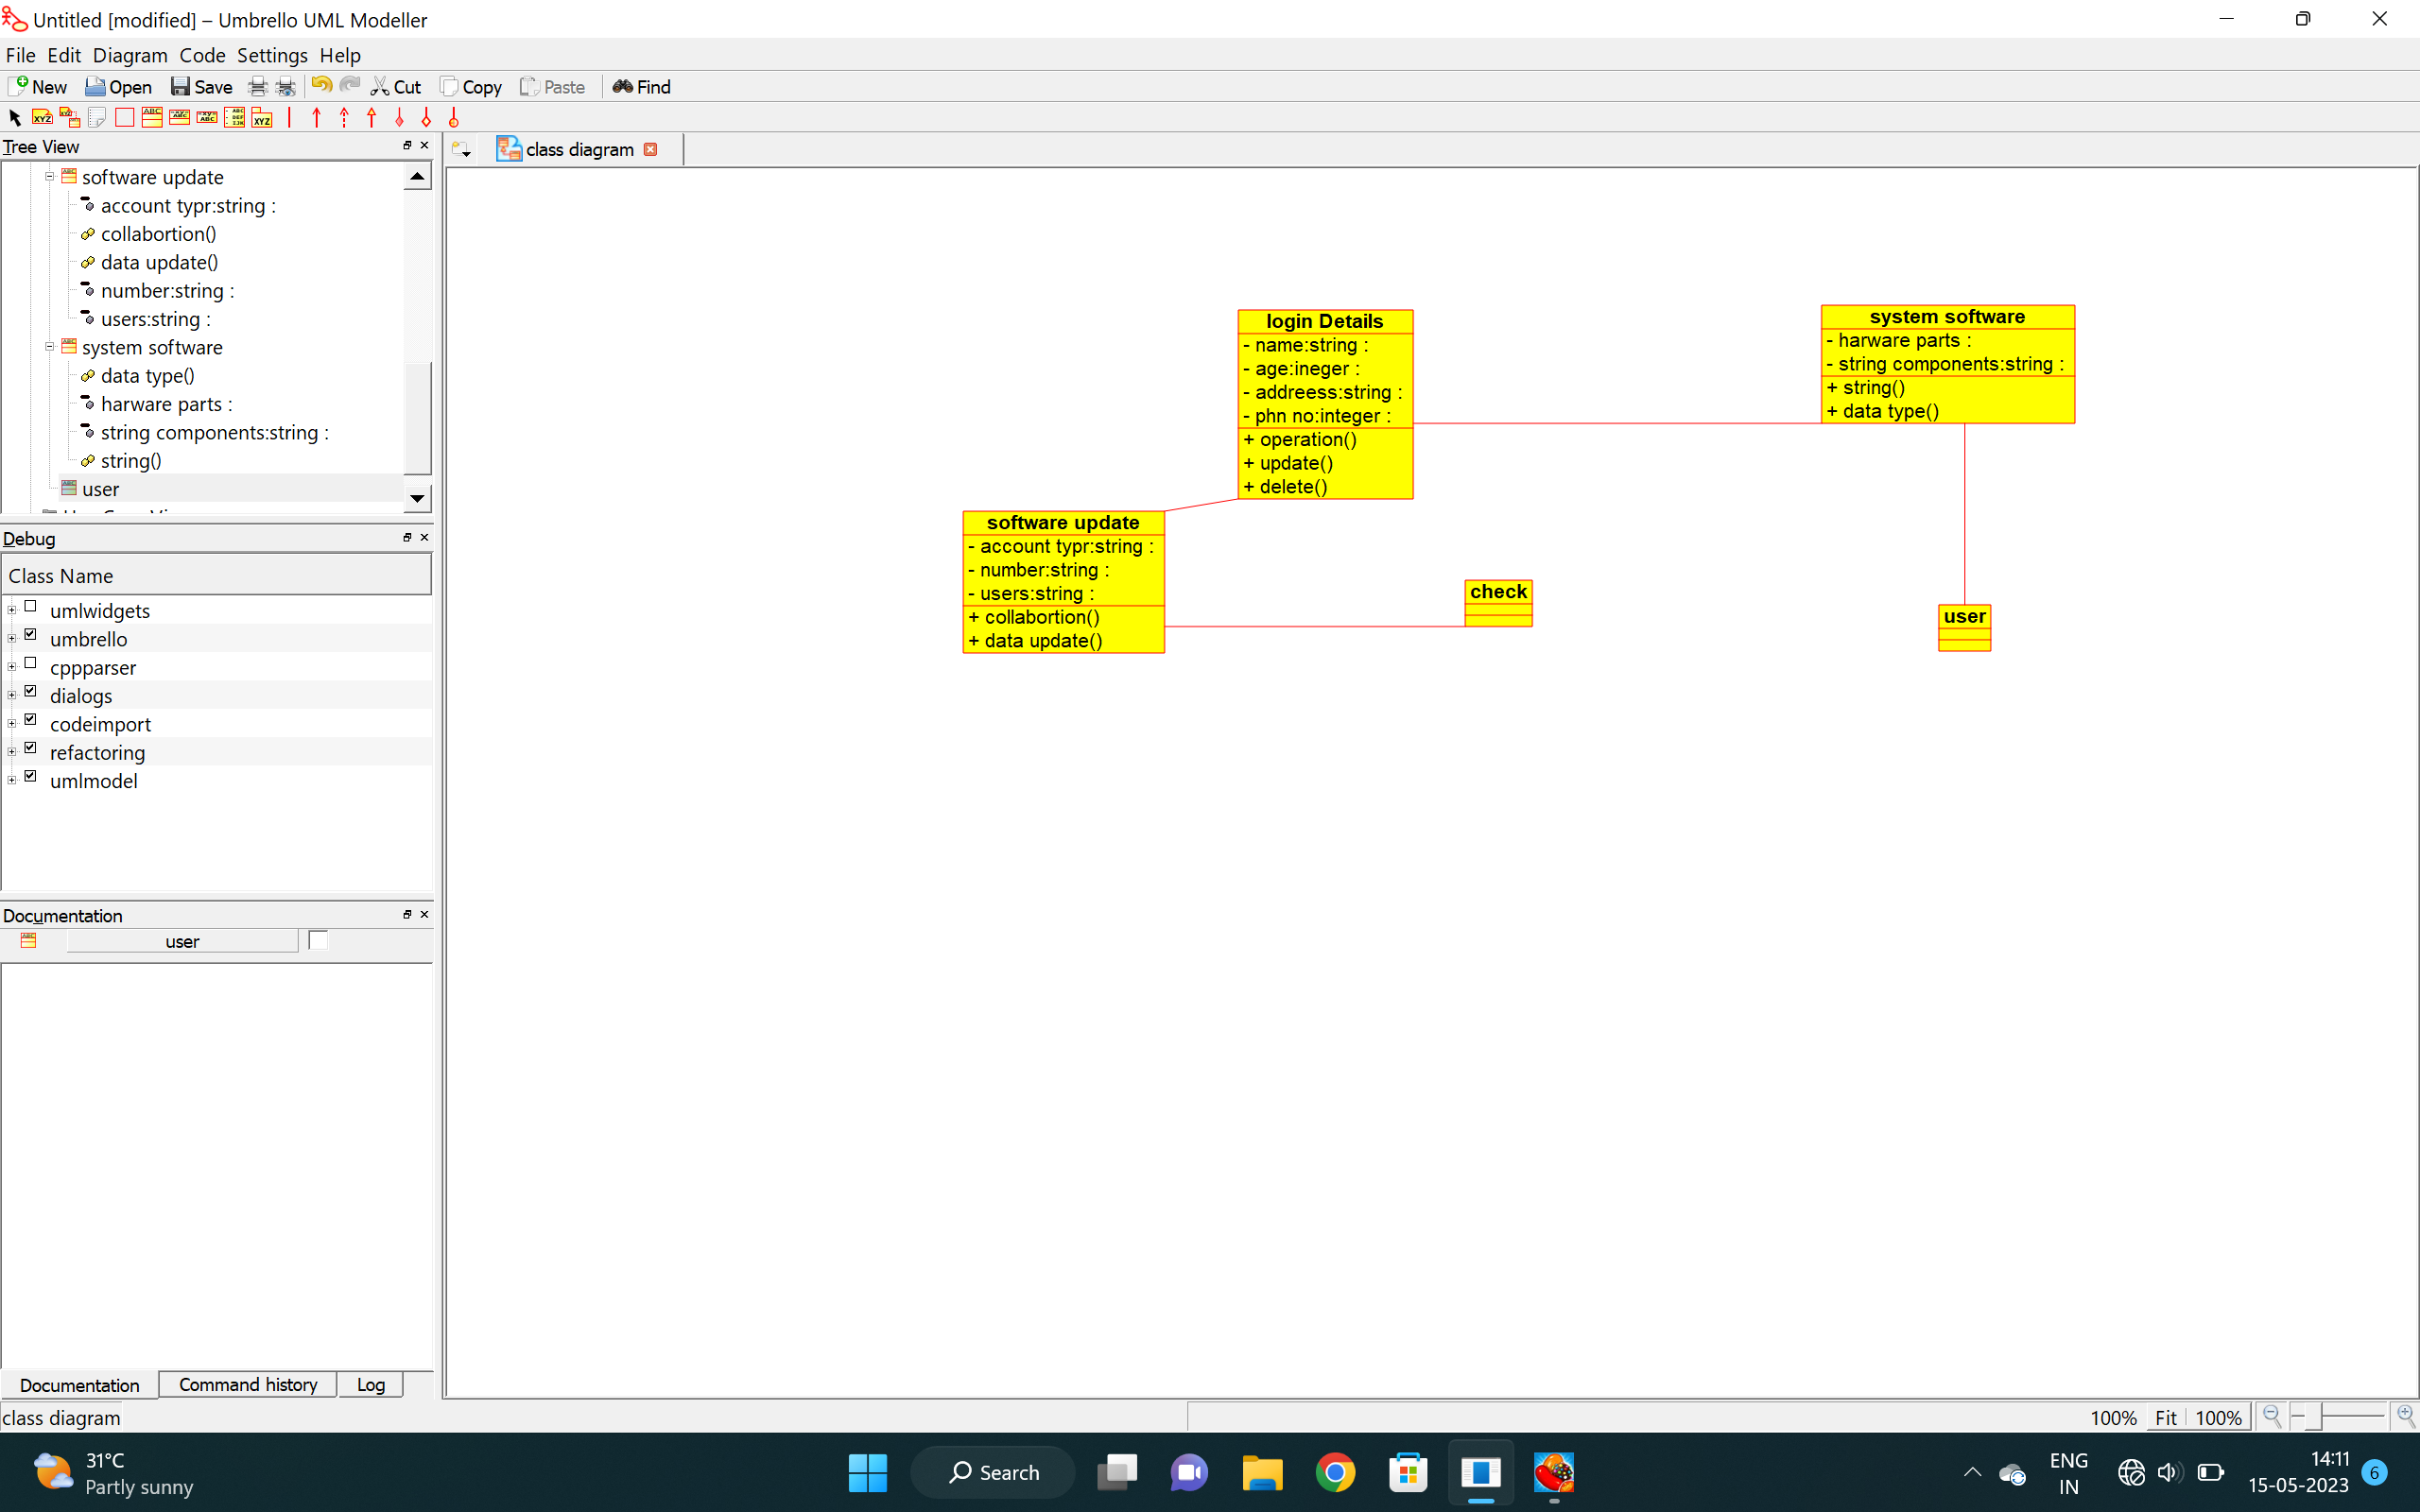 Untitled [modified] – Umbrello UML Modeller
File Edit Diagram Code Settings Help
New Open Save Cut Copy Paste Find
Tree View
class diagram
software update
account typr:string :
collabortion()
data update()
number:string :
users:string :
system software
data type()
harware parts :
string components:string :
string()
user
Debug
Class Name
umlwidgets
umbrello
cppparser
dialogs
codeimport
refactoring
umlmodel
Documentation
user
Documentation Command history Log
class diagram
login Details
- name:string :
- age:ineger :
- addreess:string :
- phn no:integer :
+ operation()
+ update()
+ delete()
system software
- harware parts :
- string components:string :
+ string()
+ data type()
software update
- account typr:string :
- number:string :
- users:string :
+ collabortion()
+ data update()
check
user
100% Fit 100%
31°C
Partly sunny
Search
ENG
IN
14:11
15-05-2023
6